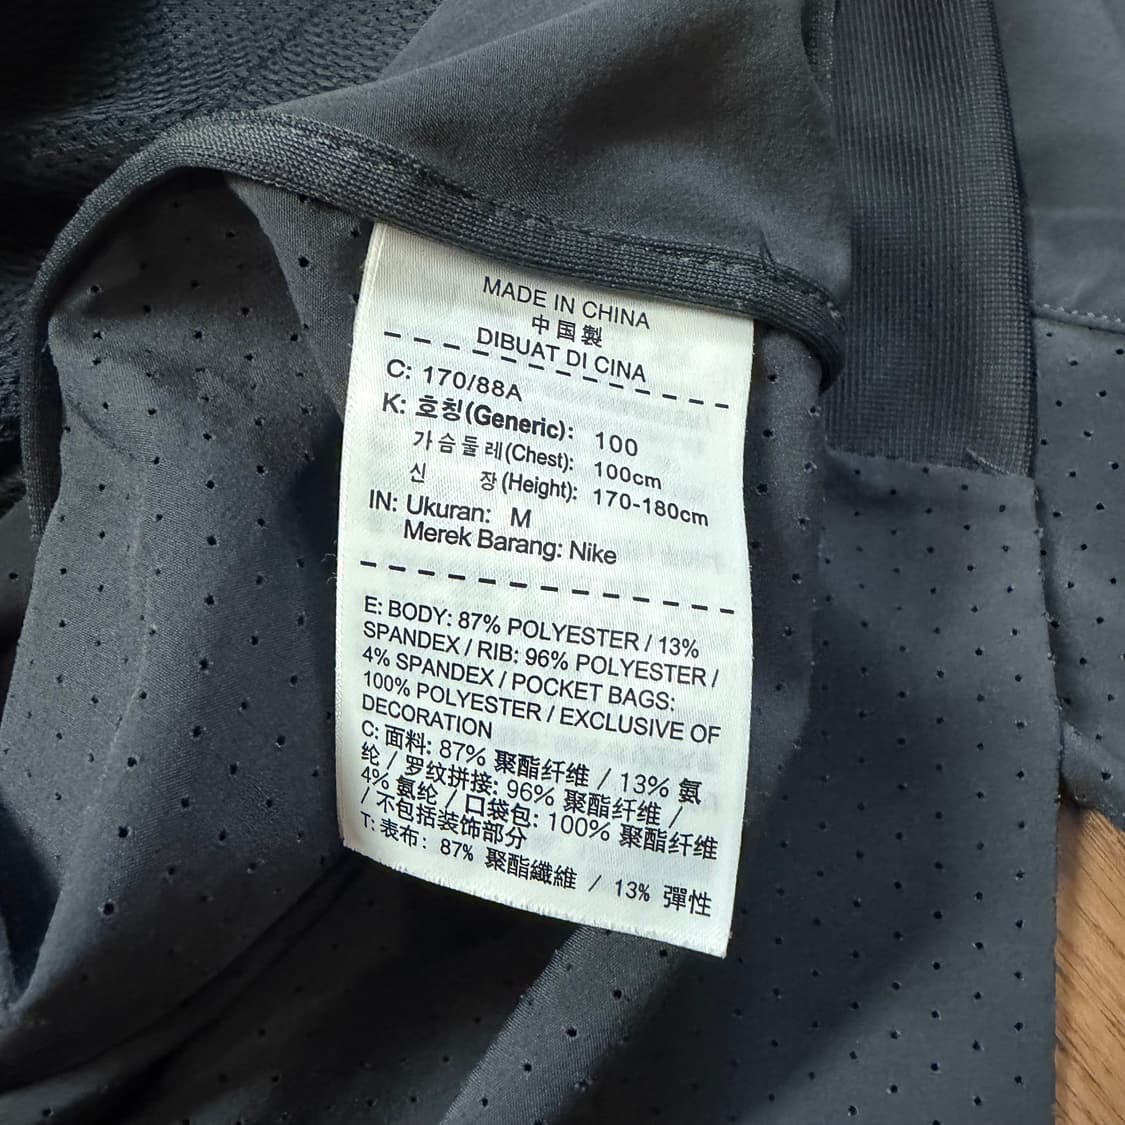 MADE IN CHINA
中国製
DIBUAT DI CINA
C: 170/88A
K: 호칭(Generic): 100
가슴둘레(Chest): 100cm
신 장(Height): 170-180cm
IN: Ukuran: M
Merek Barang: Nike
E: BODY: 87% POLYESTER / 13%
SPANDEX / RIB: 96% POLYESTER /
4% SPANDEX / POCKET BAGS:
100% POLYESTER / EXCLUSIVE OF
DECORATION
C: 面料: 87% 聚酯纤维 / 13% 氨
纶 / 罗纹拼接: 96% 聚酯纤维 /
4% 氨纶 / 口袋包: 100% 聚酯纤维
/ 不包括装饰部分
T: 表布: 87% 聚酯纖維 / 13% 彈性